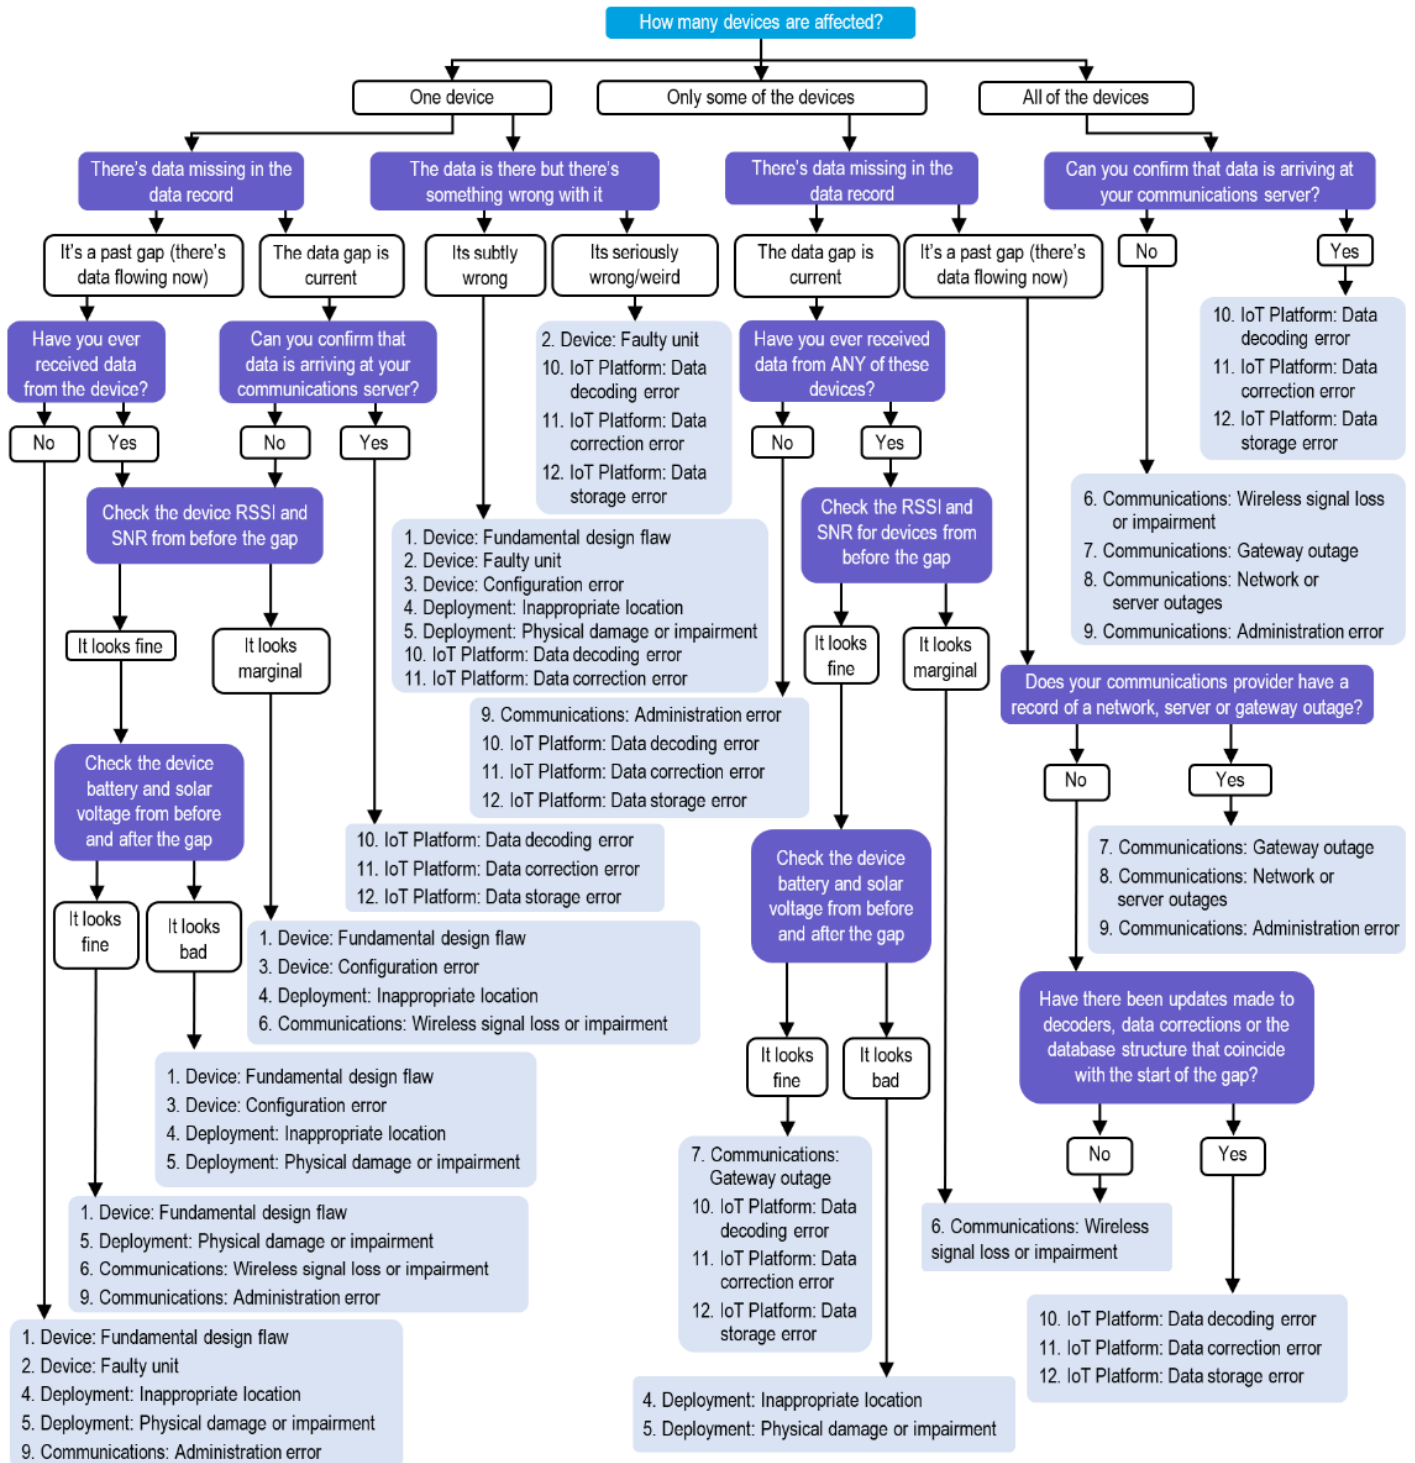 How many devices are affected?
One device
Only some of the devices
All of the devices
There's data missing in the
data record
The data is there but there's
something wrong with it
There's data missing in the
data record
Can you confirm that data is arriving at
your communications server?
It's a past gap (there's
data flowing now)
The data gap is
current
Its subtly
wrong
Its seriously
wrong/weird
The data gap is
current
It's a past gap (there's
data flowing now)
No
Yes
Have you ever
received data
from the device?
Can you confirm that
data is arriving at your
communications server?
2. Device: Faulty unit
10. IoT Platform: Data
decoding error
11. IoT Platform: Data
correction error
12. IoT Platform: Data
storage error
Have you ever received
data from ANY of these
devices?
10. IoT Platform: Data
decoding error
11. IoT Platform: Data
correction error
12. IoT Platform: Data
storage error
No
Yes
No
Yes
No
Yes
Check the device RSSI and
SNR from before the gap
1. Device: Fundamental design flaw
2. Device: Faulty unit
3. Device: Configuration error
4. Deployment: Inappropriate location
5. Deployment: Physical damage or impairment
10. IoT Platform: Data decoding error
11. IoT Platform: Data correction error
Check the RSSI and
SNR for devices from
before the gap
6. Communications: Wireless signal loss
or impairment
7. Communications: Gateway outage
8. Communications: Network or
server outages
9. Communications: Administration error
It looks fine
It looks
marginal
It looks
fine
It looks
marginal
Does your communications provider have a
record of a network, server or gateway outage?
9. Communications: Administration error
10. IoT Platform: Data decoding error
11. IoT Platform: Data correction error
12. IoT Platform: Data storage error
Check the device
battery and solar
voltage from before
and after the gap
No
Yes
10. IoT Platform: Data decoding error
11. IoT Platform: Data correction error
12. IoT Platform: Data storage error
Check the device
battery and solar
voltage from before
and after the gap
7. Communications: Gateway outage
8. Communications: Network or
server outages
9. Communications: Administration error
It looks
fine
It looks
bad
1. Device: Fundamental design flaw
3. Device: Configuration error
4. Deployment: Inappropriate location
6. Communications: Wireless signal loss or impairment
Have there been updates made to
decoders, data corrections or the
database structure that coincide
with the start of the gap?
It looks
fine
It looks
bad
1. Device: Fundamental design flaw
3. Device: Configuration error
4. Deployment: Inappropriate location
5. Deployment: Physical damage or impairment
No
Yes
7. Communications:
Gateway outage
10. IoT Platform: Data
decoding error
11. IoT Platform: Data
correction error
12. IoT Platform: Data
storage error
1. Device: Fundamental design flaw
5. Deployment: Physical damage or impairment
6. Communications: Wireless signal loss or impairment
9. Communications: Administration error
6. Communications: Wireless
signal loss or impairment
10. IoT Platform: Data decoding error
11. IoT Platform: Data correction error
12. IoT Platform: Data storage error
1. Device: Fundamental design flaw
2. Device: Faulty unit
4. Deployment: Inappropriate location
5. Deployment: Physical damage or impairment
9. Communications: Administration error
4. Deployment: Inappropriate location
5. Deployment: Physical damage or impairment